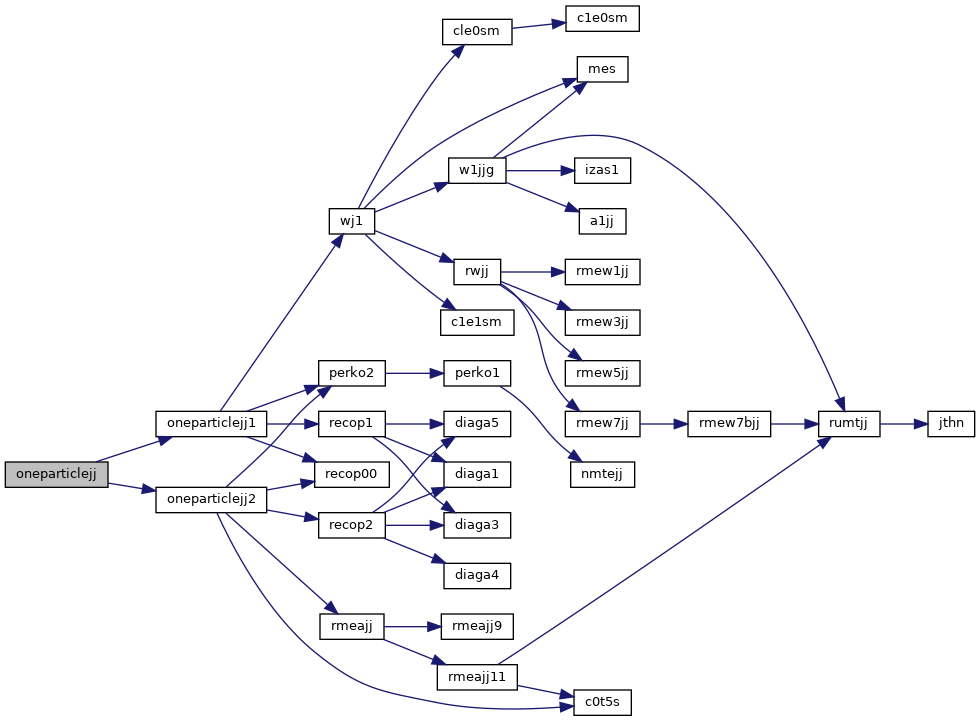 c1e0sm
cle0sm
mes
w1jjg
izas1
wj1
a1jj
rwjj
rmew1jj
c1e1sm
rmew3jj
perko2
perko1
rmew5jj
oneparticlejj1
recop1
diaga5
rmew7jj
rmew7bjj
rumtjj
jthn
oneparticlejj
recop00
diaga1
nmtejj
oneparticlejj2
recop2
diaga3
diaga4
rmeajj
rmeajj9
rmeajj11
c0t5s